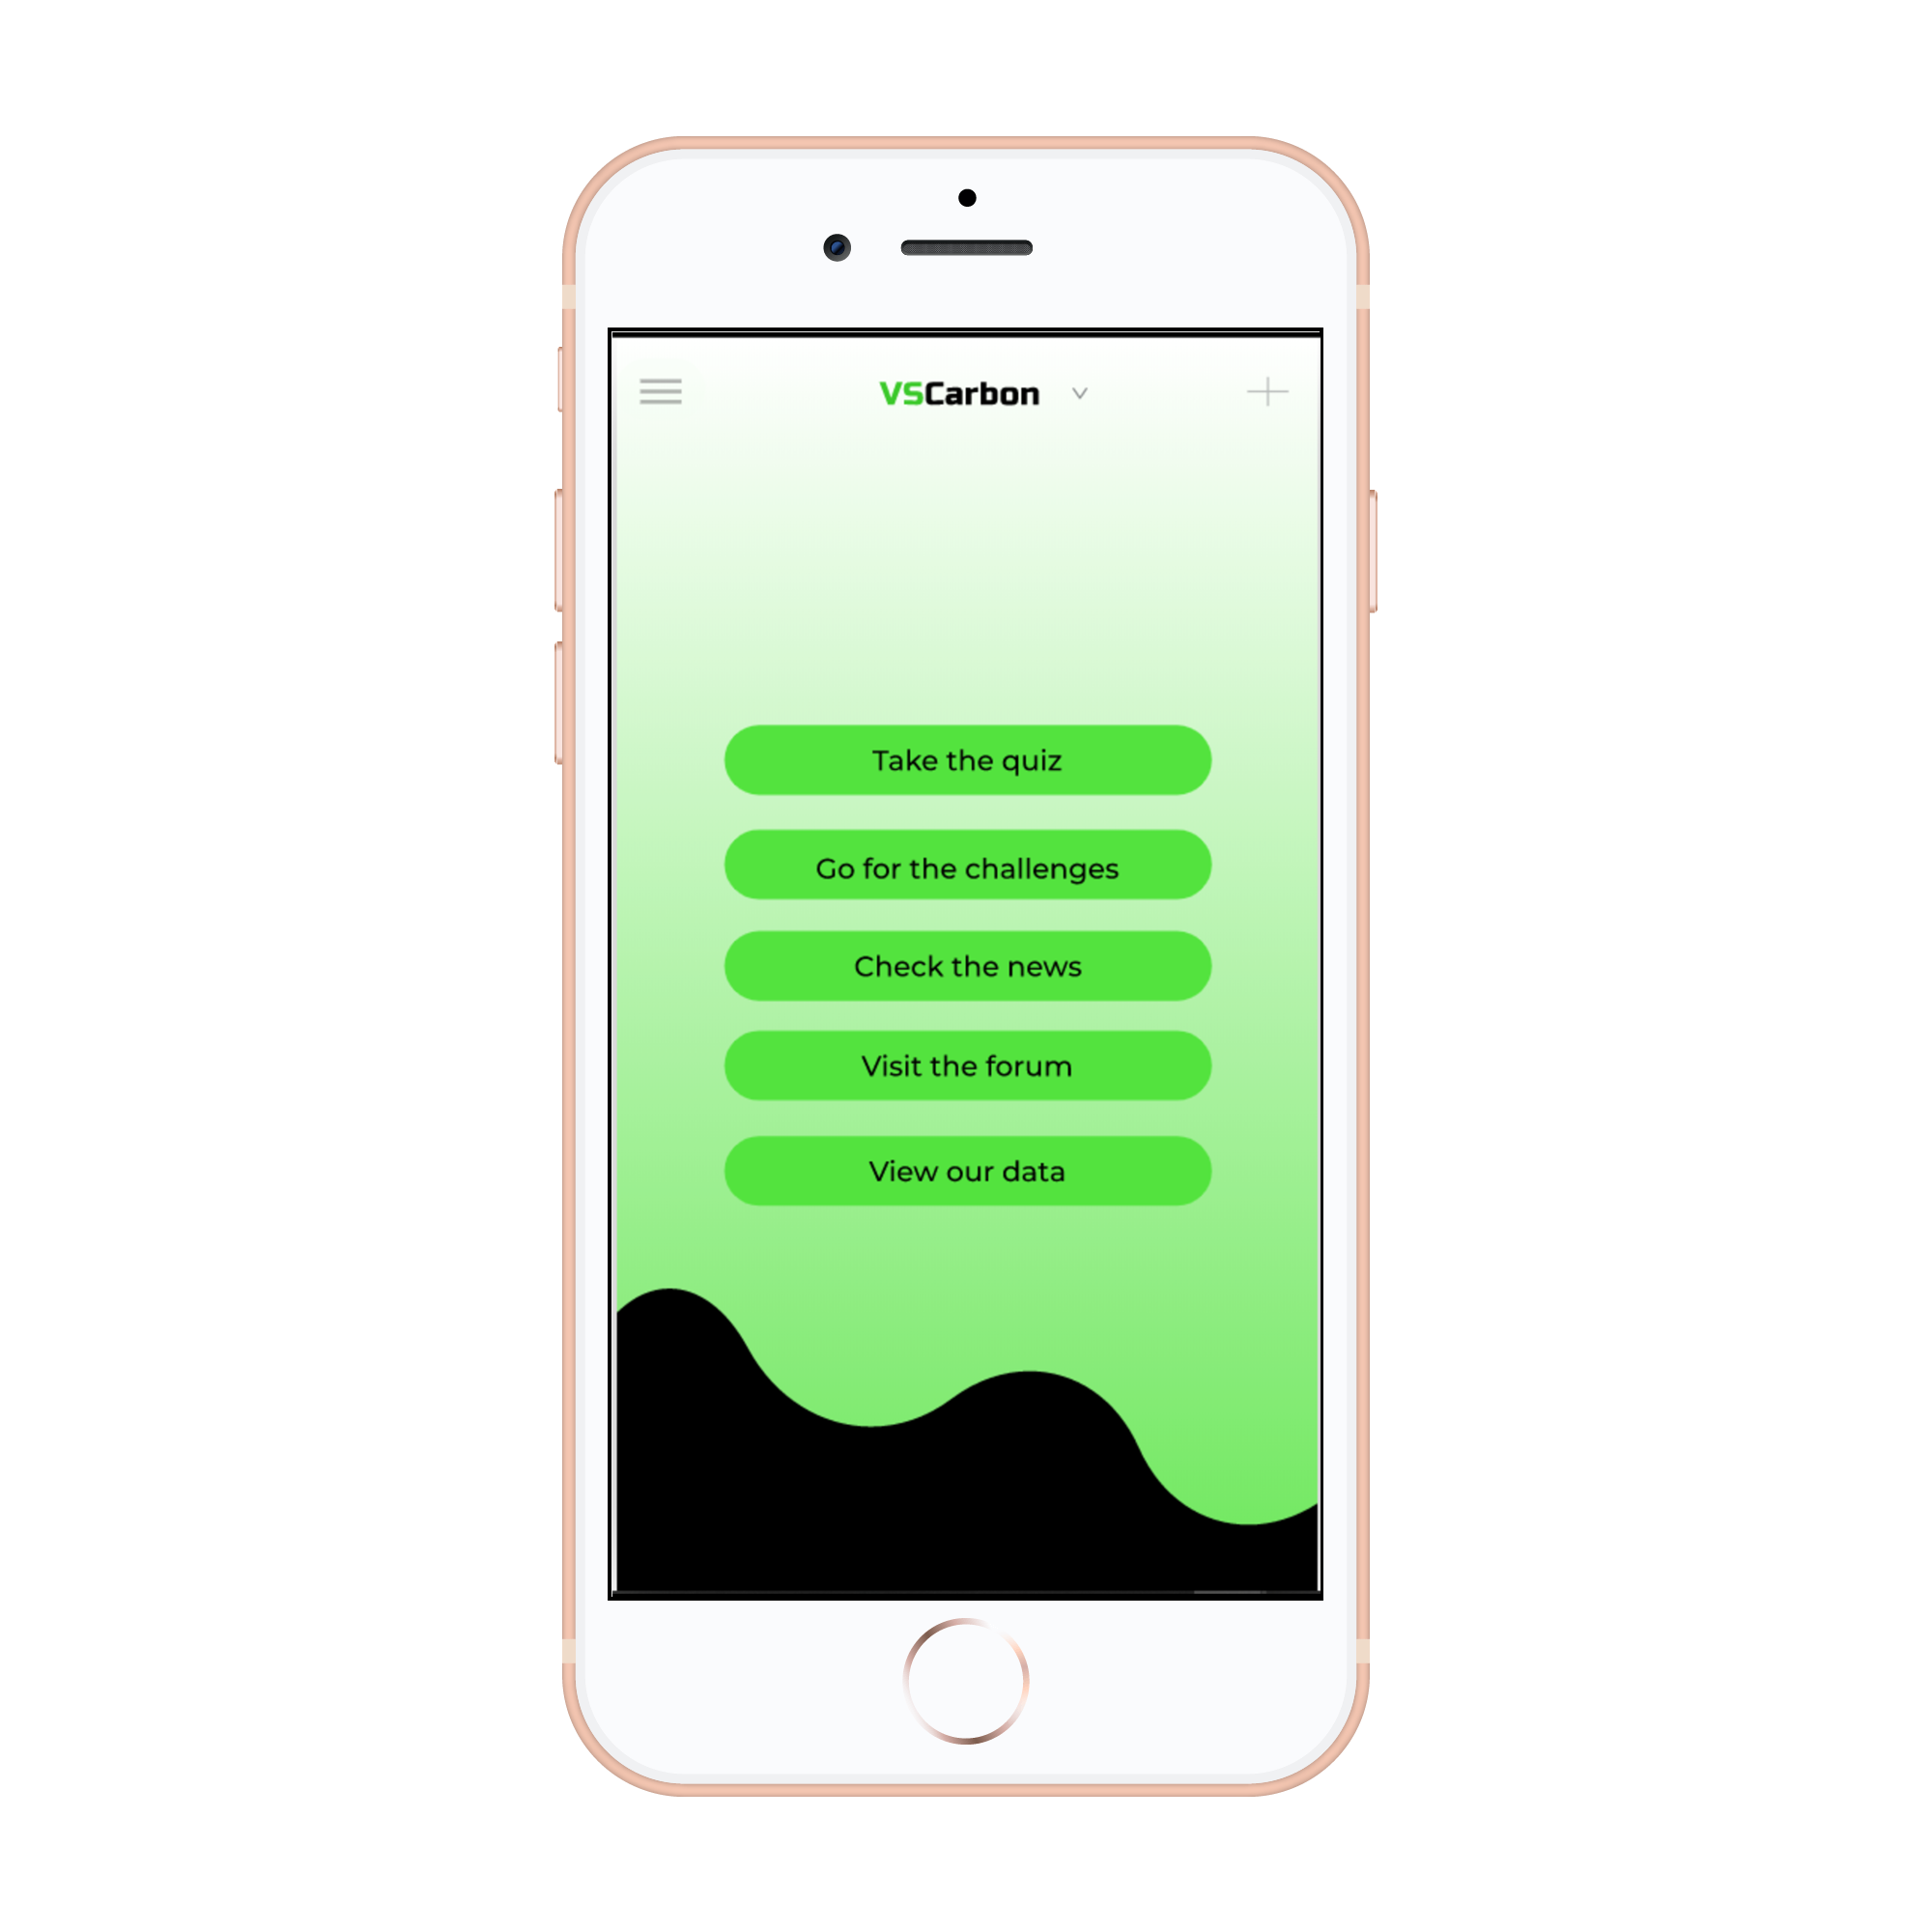 VSCarbon
Take the quiz
Go for the challenges
Check the news
Visit the forum
View our data